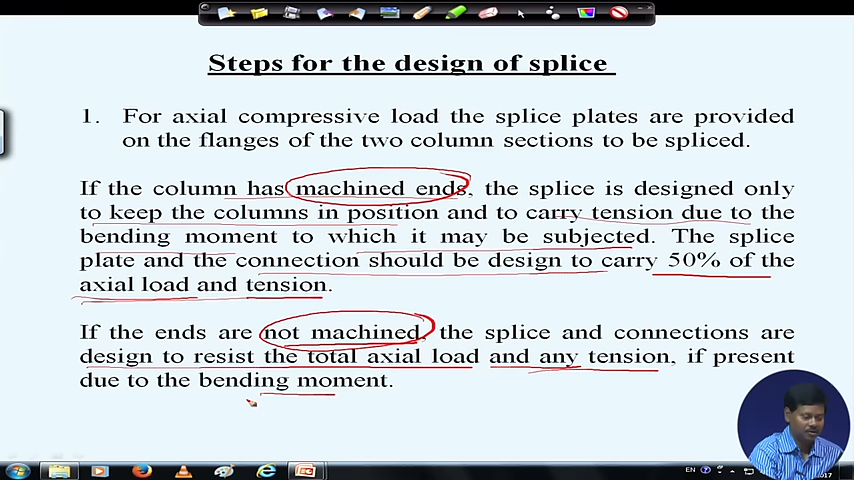 Steps for the design of splice
1. For axial compressive load the splice plates are provided
on the flanges of the two column sections to be spliced.
If the column has machined ends, the splice is designed only
to keep the columns in position and to carry tension due to the
bending moment to which it may be subjected. The splice
plate and the connection should be design to carry 50% of the
axial load and tension.
If the ends are not machined, the splice and connections are
design to resist the total axial load and any tension, if present
due to the bending moment.
EN